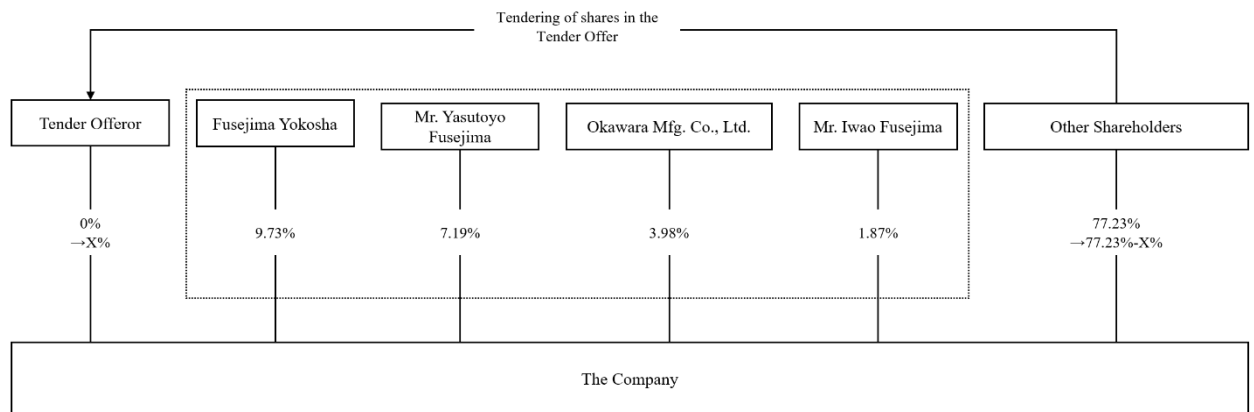 Tendering of shares in the
Tender Offer
Tender Offeror
Fusejima Yokosha
Mr. Yasutoyo
Fusejima
Okawara Mfg. Co., Ltd.
Mr. Iwao Fusejima
Other Shareholders
0%
→X%
9.73%
7.19%
3.98%
1.87%
77.23%
→77.23%-X%
The Company